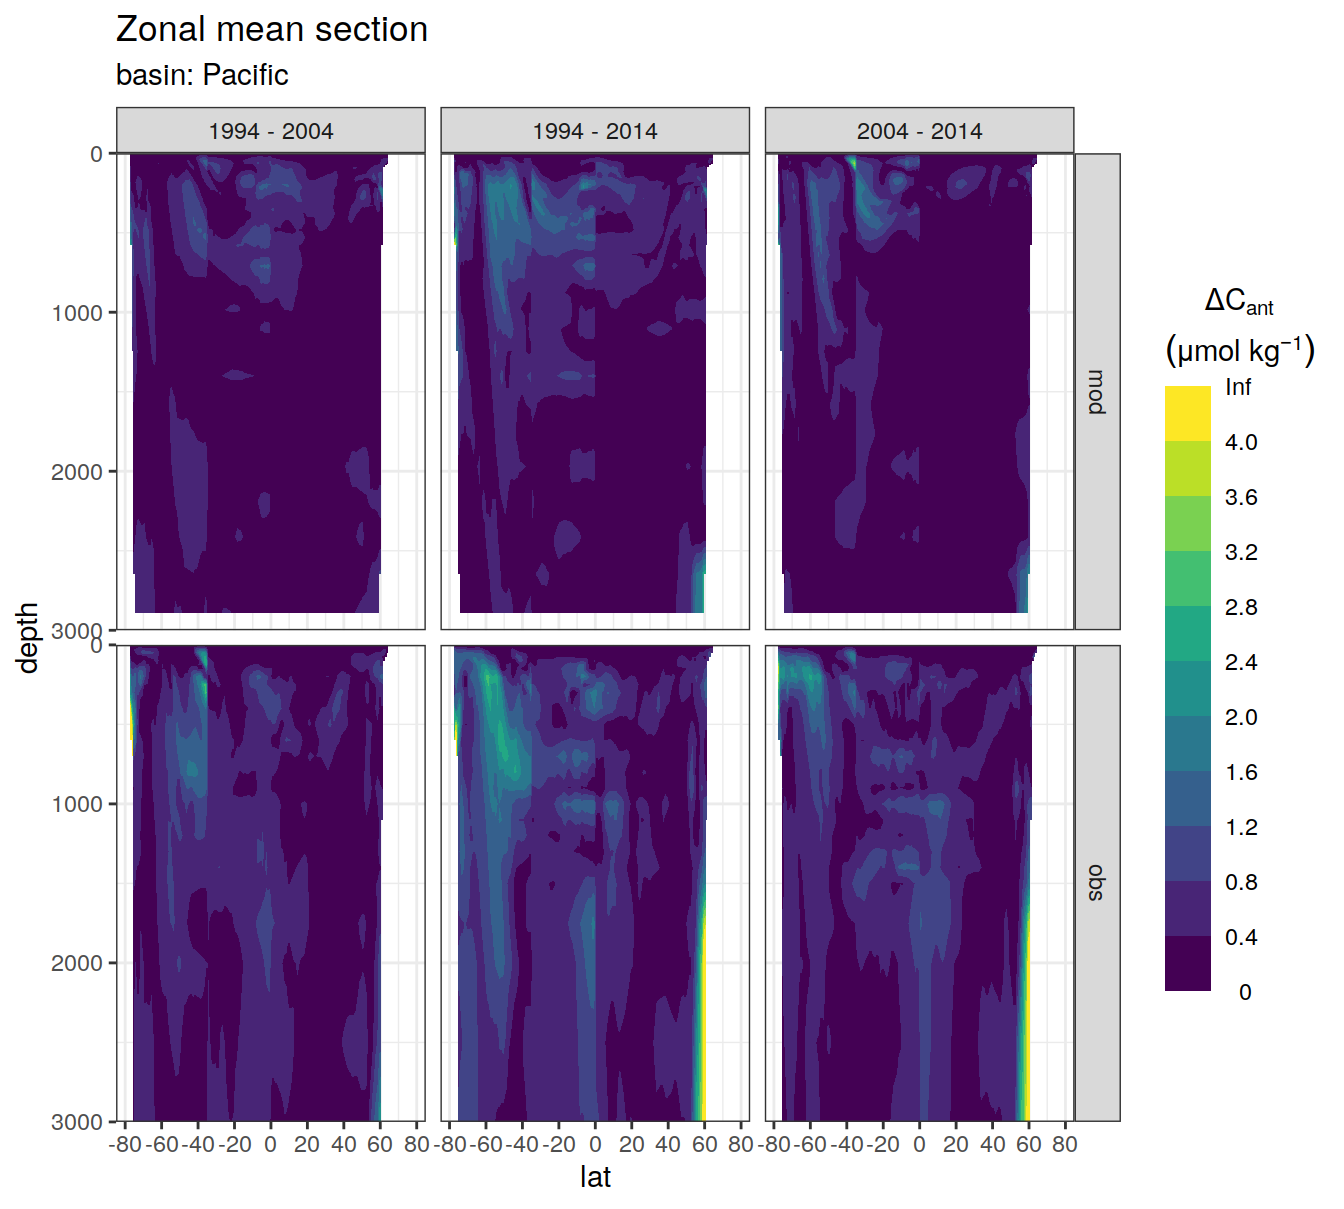 Zonal mean section
basin: Pacific
1994 - 2004
1994 - 2014
2004 - 2014
0
1000
2000
3000
mod
0
1000
2000
3000
obs
depth
-80 -60 -40 -20 0 20 40 60 80
-80 -60 -40 -20 0 20 40 60 80
-80 -60 -40 -20 0 20 40 60 80
lat
ΔCant
(μmol kg⁻¹)
Inf
4.0
3.6
3.2
2.8
2.4
2.0
1.6
1.2
0.8
0.4
0